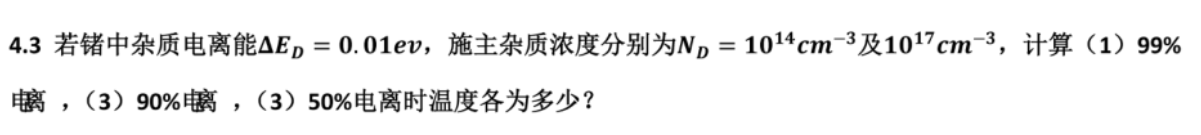 4.3 若锗中杂质电离能ΔE_D = 0.01ev，施主杂质浓度分别为N_D = 10^14 cm^-3及10^17 cm^-3，计算（1）99%
电离 ，（3）90%电离 ，（3）50%电离时温度各为多少？